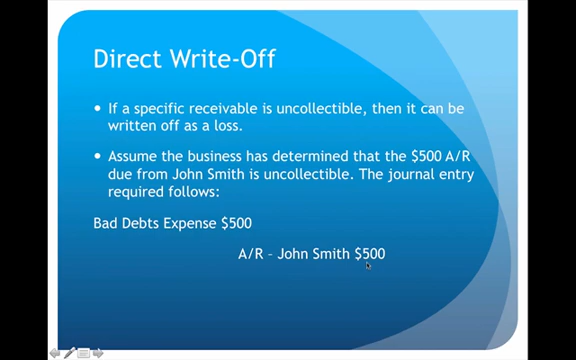 Direct Write-Off
• If a specific receivable is uncollectible, then it can be
written off as a loss.
• Assume the business has determined that the $500 A/R
due from John Smith is uncollectible. The journal entry
required follows:
Bad Debts Expense $500
A/R – John Smith $500